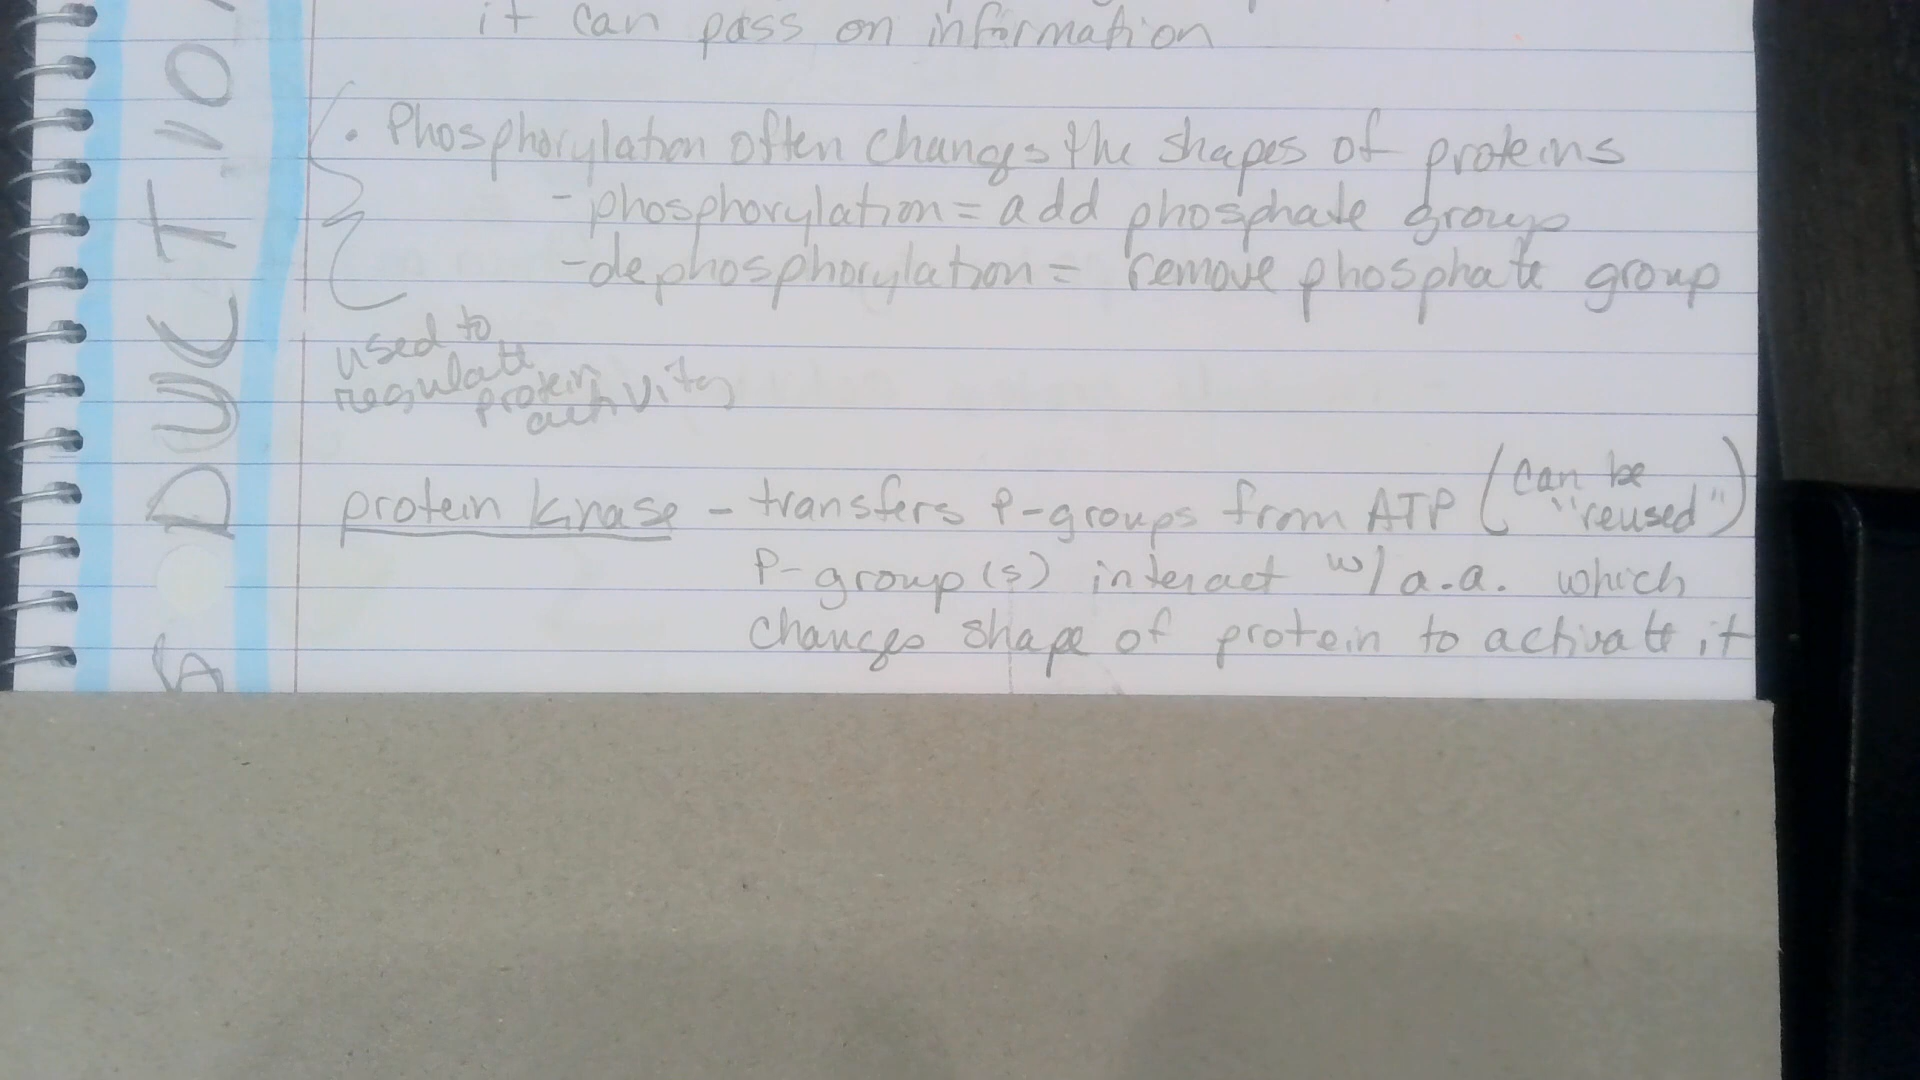 it can pass on information
• Phosphorylation often changes the shapes of proteins
- phosphorylation = add phosphate group
- dephosphorylation = remove phosphate group
used to
regulate
protein
activity
protein kinase - transfers P-groups from ATP (can be "reused")
P-group(s) interact w/ a.a. which
changes shape of protein to activate it
DUCT